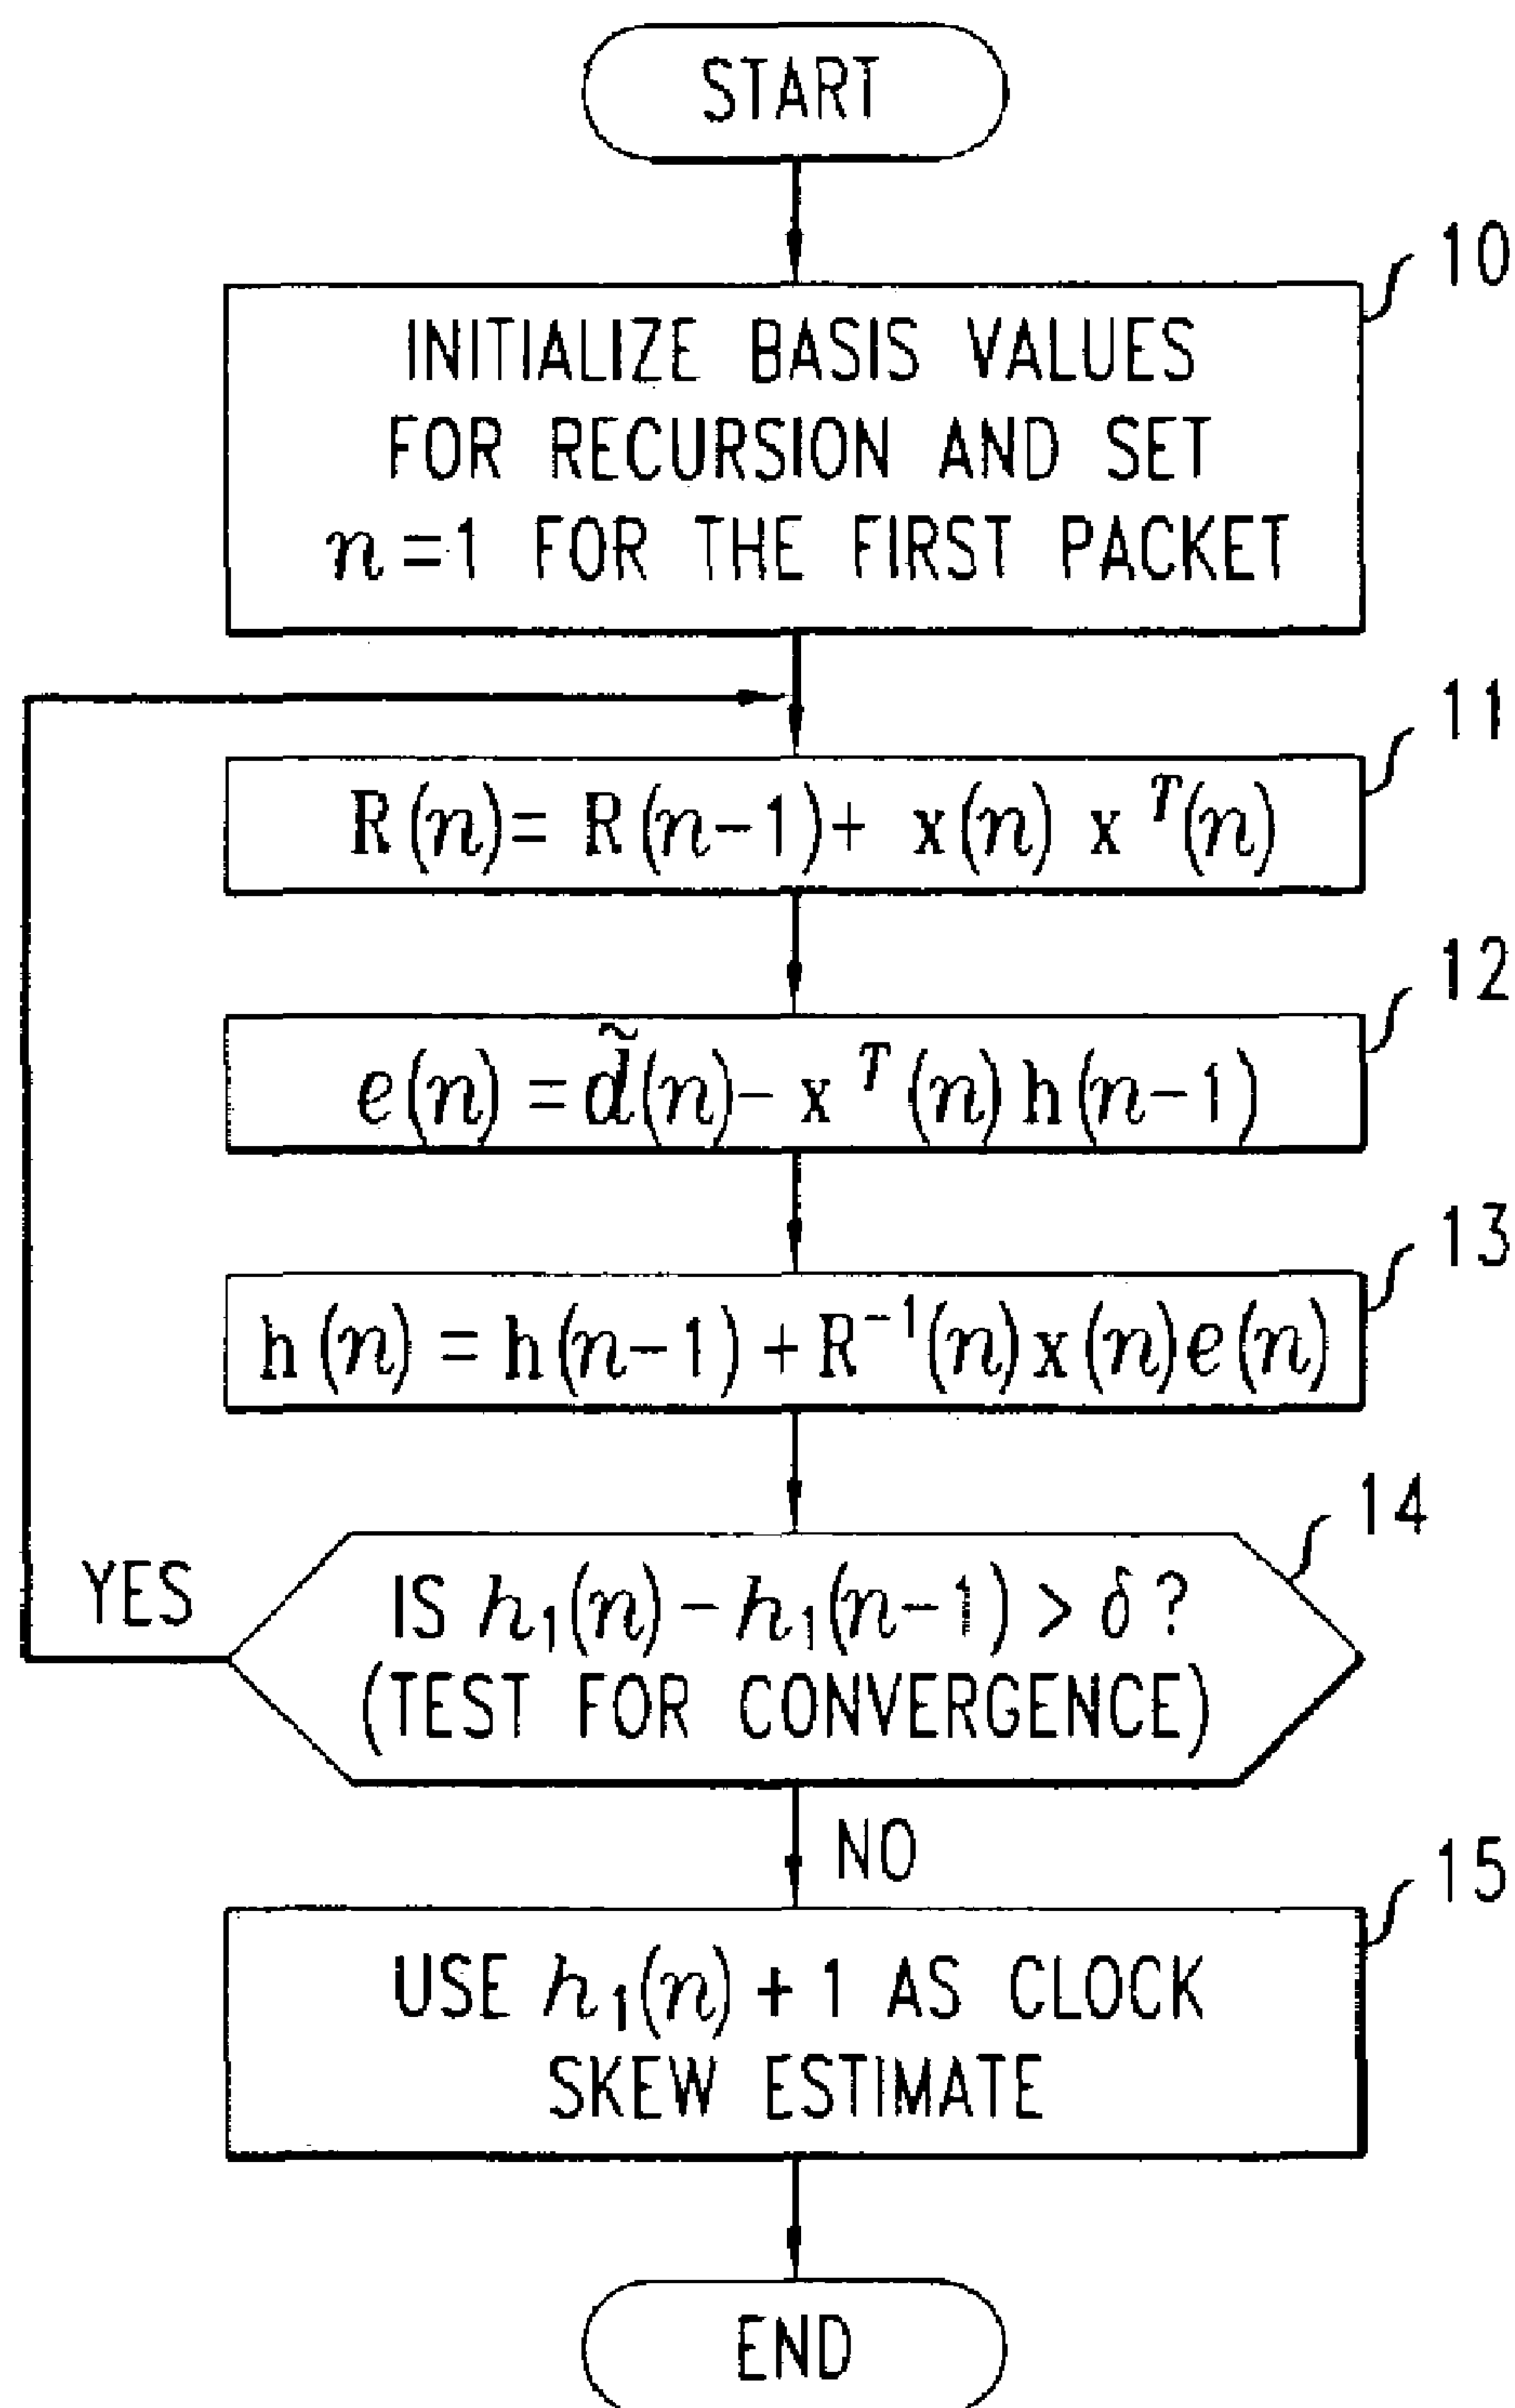 START
10
INITIALIZE BASIS VALUES
FOR RECURSION AND SET
n=1 FOR THE FIRST PACKET
11
R(n)= R(n-1)+ x(n) x^T(n)
12
e(n) = d̃(n)- x^T(n) h(n-1)
13
h(n) = h(n-1) + R⁻¹(n)x(n)e(n)
14
YES
IS h₁(n) - h₁(n-1) > δ?
(TEST FOR CONVERGENCE)
NO
15
USE h₁(n) + 1 AS CLOCK
SKEW ESTIMATE
END